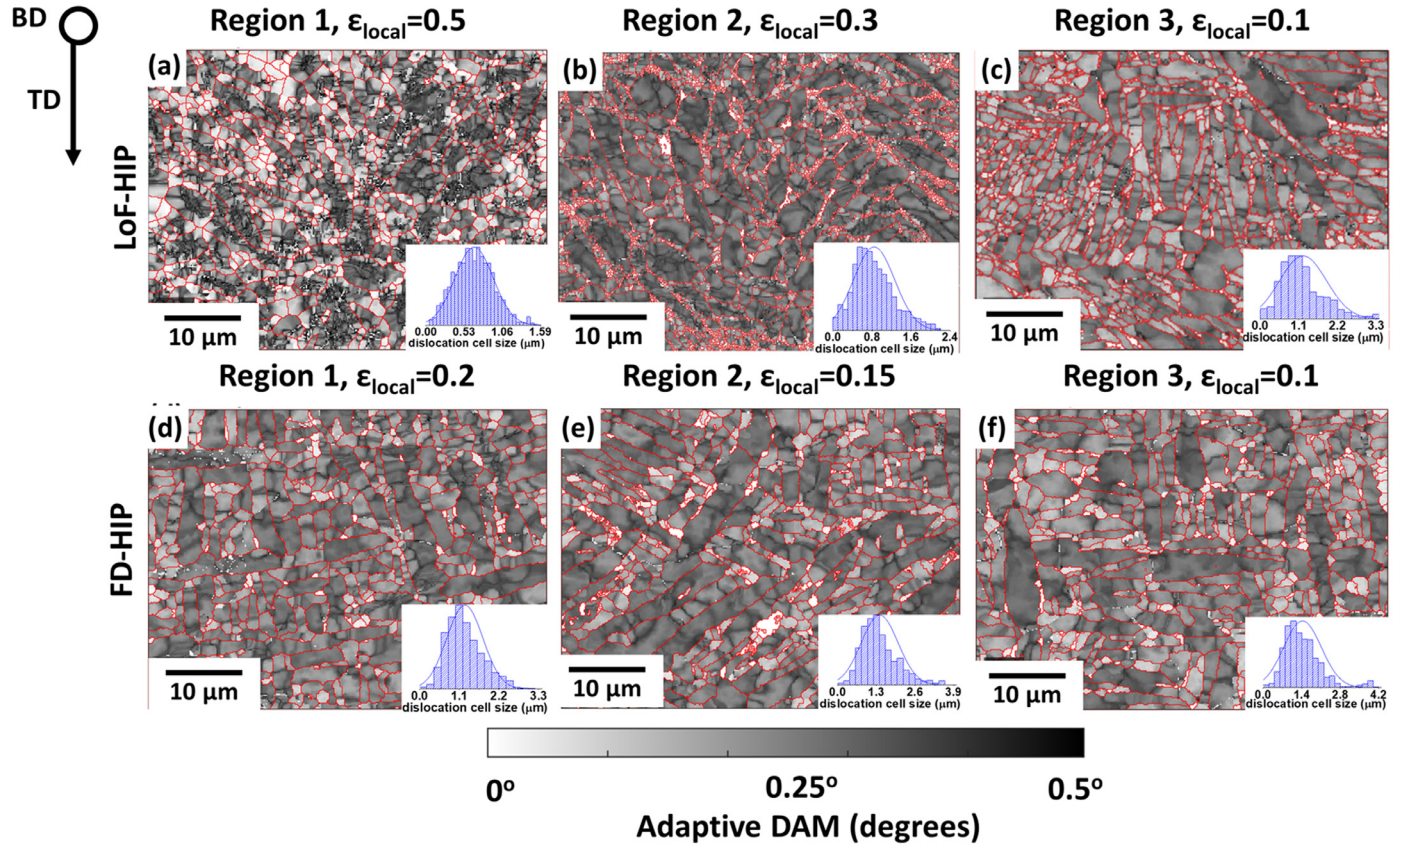 BD
TD
Region 1, εlocal=0.5
Region 2, εlocal=0.3
Region 3, εlocal=0.1
LoF-HIP
(a)
10 µm
0.00 0.53 1.06 1.59
dislocation cell size (µm)
(b)
10 µm
0.0 0.8 1.6 2.4
dislocation cell size (µm)
(c)
10 µm
0.0 1.1 2.2 3.3
dislocation cell size (µm)
Region 1, εlocal=0.2
Region 2, εlocal=0.15
Region 3, εlocal=0.1
FD-HIP
(d)
10 µm
0.0 1.1 2.2 3.3
dislocation cell size (µm)
(e)
10 µm
0.0 1.3 2.6 3.9
dislocation cell size (µm)
(f)
10 µm
0.0 1.4 2.8 4.2
dislocation cell size (µm)
0º 0.25º 0.5º
Adaptive DAM (degrees)